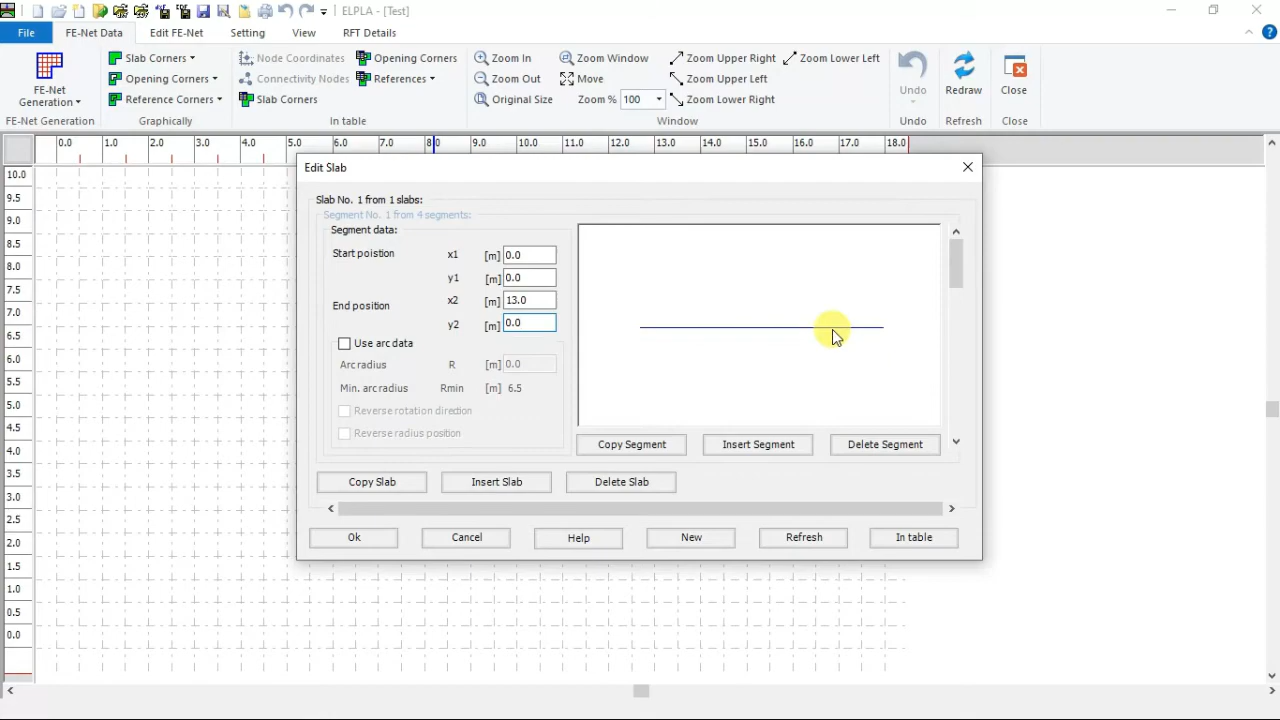 ELPLA - [Test]
File FE-Net Data Edit FE-Net Setting View RFT Details
FE-Net Generation
Slab Corners
Opening Corners
Reference Corners
Node Coordinates Opening Corners
Connectivity Nodes References
Slab Corners
Zoom In Zoom Window Zoom Upper Right Zoom Lower Left
Zoom Out Move Zoom Upper Left
Original Size Zoom % 100 Zoom Lower Right
Undo
Redraw
Close
FE-Net Generation Graphically In table Window Undo Refresh Close
0.0 1.0 2.0 3.0 4.0 5.0 6.0 7.0 8.0 9.0 10.0 11.0 12.0 13.0 14.0 15.0 16.0 17.0 18.0
10.0
9.5
9.0
8.5
8.0
7.5
7.0
6.5
6.0
5.5
5.0
4.5
4.0
3.5
3.0
2.5
2.0
1.5
1.0
0.5
0.0
Edit Slab
Slab No. 1 from 1 slabs:
Segment No. 1 from 4 segments:
Segment data:
Start poistion x1 [m] 0.0
y1 [m] 0.0
x2 [m] 13.0
End position
y2 [m] 0.0
Use arc data
Arc radius R [m] 0.0
Min. arc radius Rmin [m] 6.5
Reverse rotation direction
Reverse radius position
Copy Segment Insert Segment Delete Segment
Copy Slab Insert Slab Delete Slab
Ok Cancel Help New Refresh In table